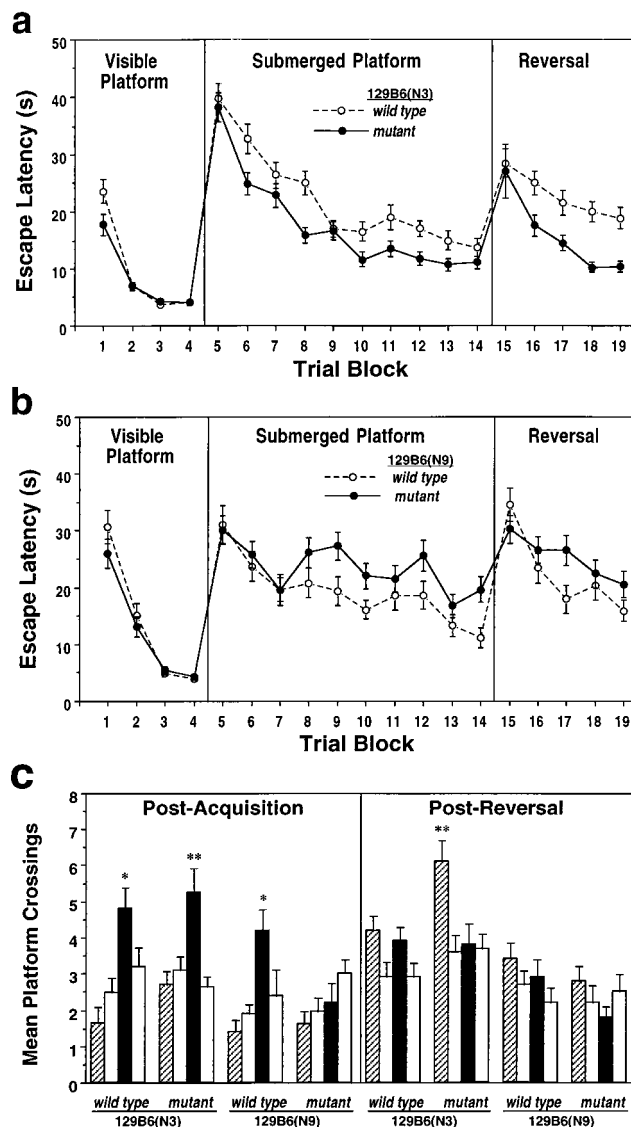 a
50
40
30
20
10
0
Escape Latency (s)
Visible
Platform
Submerged Platform
Reversal
129B6(N3)
wild type
mutant
1 2 3 4 5 6 7 8 9 10 11 12 13 14 15 16 17 18 19
Trial Block
b
50
40
30
20
10
0
Escape Latency (s)
Visible
Platform
Submerged Platform
Reversal
129B6(N9)
wild type
mutant
1 2 3 4 5 6 7 8 9 10 11 12 13 14 15 16 17 18 19
Trial Block
c
8
7
6
5
4
3
2
1
0
Mean Platform Crossings
Post-Acquisition
Post-Reversal
* ** * **
wild type mutant wild type mutant wild type mutant wild type mutant
129B6(N3) 129B6(N9) 129B6(N3) 129B6(N9)